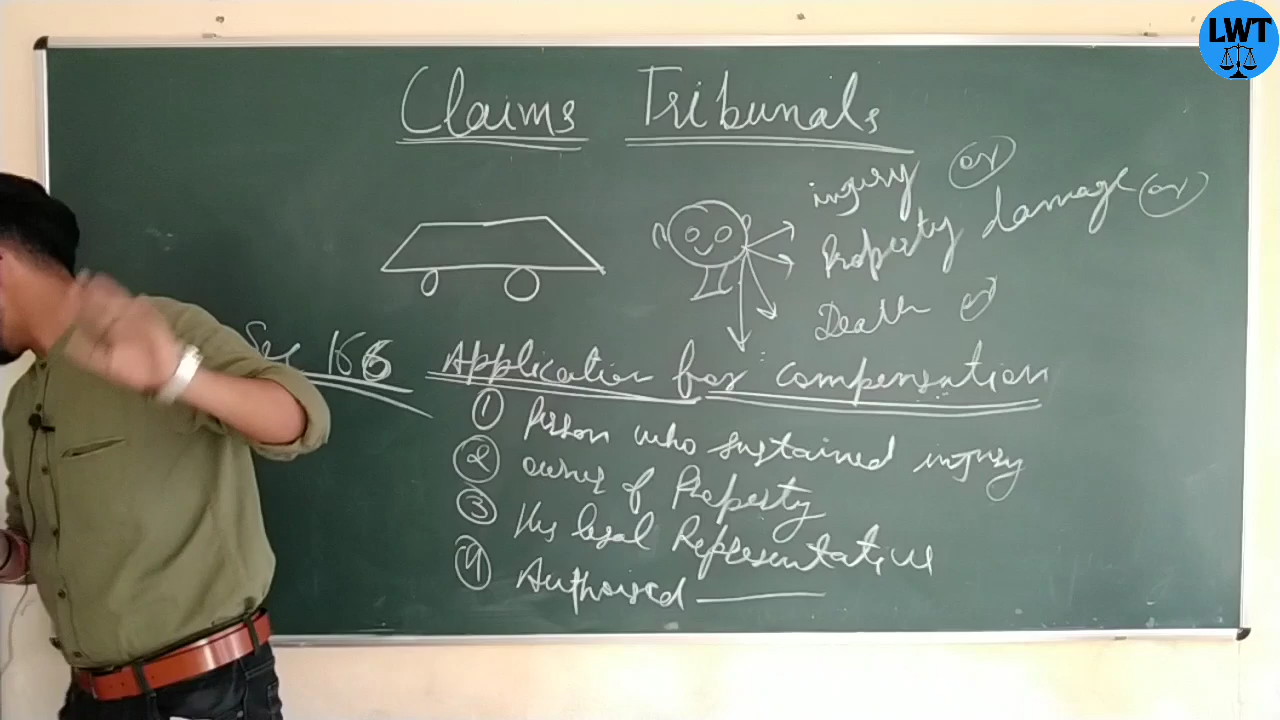 LWT
Claims Tribunals
injury or
Property damage or
Death or
Sec 166 Application for compensation
① Person who sustained injury
② owner of Property
③ His legal Representatives
④ Authorised